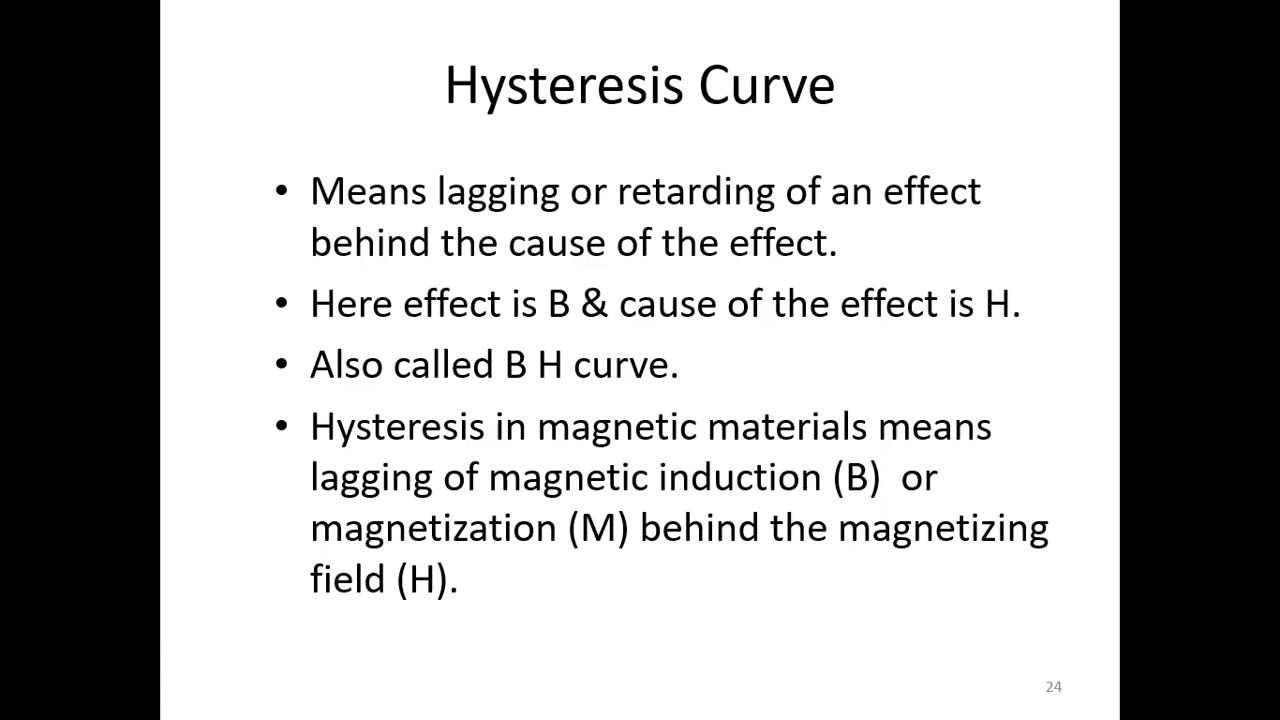 Hysteresis Curve
• Means lagging or retarding of an effect
behind the cause of the effect.
• Here effect is B & cause of the effect is H.
• Also called B H curve.
• Hysteresis in magnetic materials means
lagging of magnetic induction (B)  or
magnetization (M) behind the magnetizing
field (H).
24